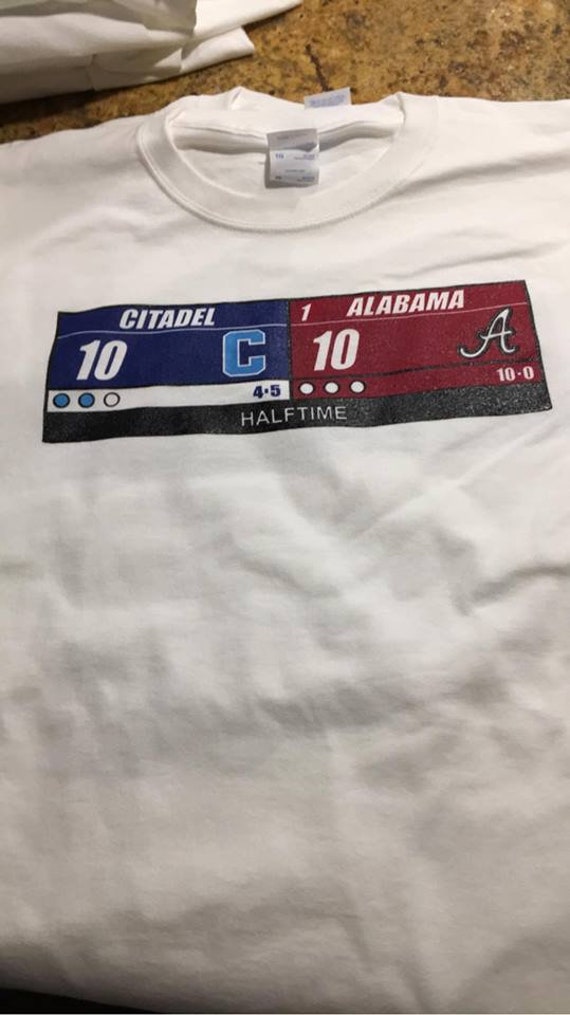 CITADEL 1 ALABAMA
10 C 10 A
4-5 10-0
HALFTIME